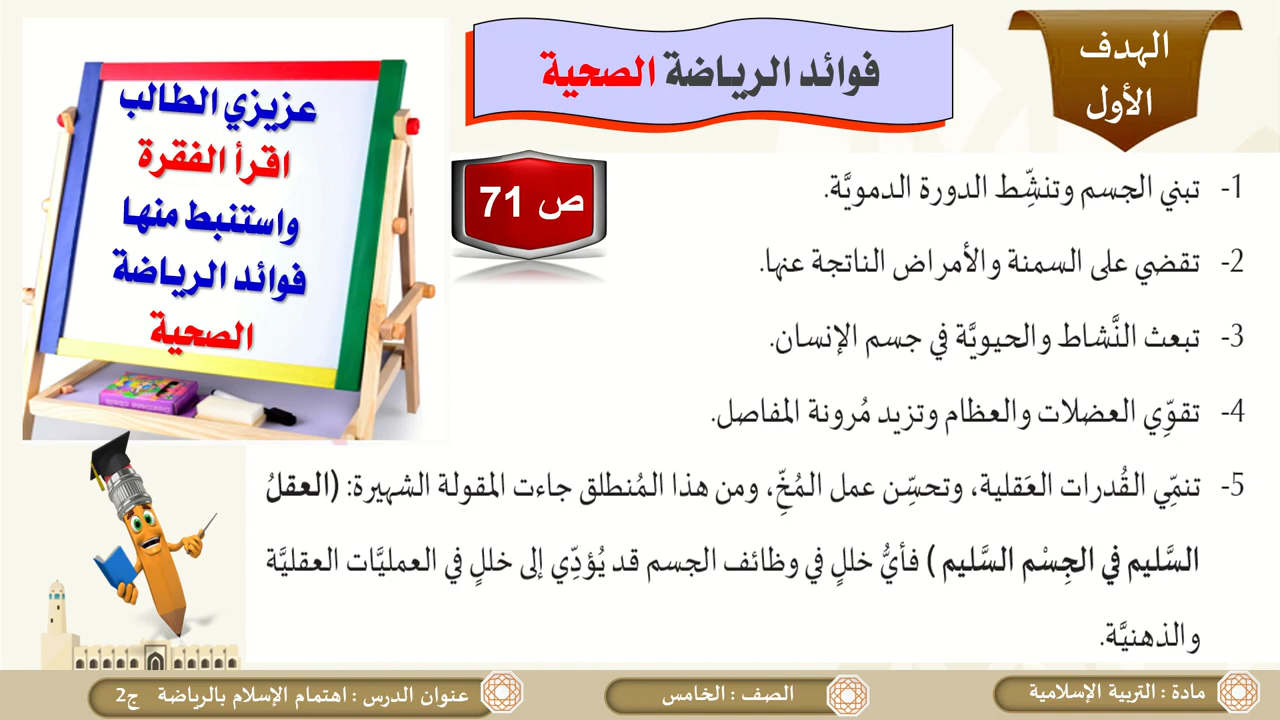 الهدف
الأول
فوائد الرياضة الصحية
ص 71
عزيزي الطالب
اقرأ الفقرة
واستنبط منها
فوائد الرياضة
الصحية
1- تبني الجسم وتنشِّط الدورة الدمويَّة.
2- تقضي على السمنة والأمراض الناتجة عنها.
3- تبعث النَّشاط والحيويَّة في جسم الإنسان.
4- تقوِّي العضلات والعظام وتزيد مُرونة المفاصل.
5- تنمِّي القُدرات العَقلية، وتحسِّن عمل المُخِّ، ومن هذا المُنطلق جاءت المقولة الشهيرة: (العقلُ
السَّليم في الجِسْم السَّليم ) فأيُّ خللٍ في وظائف الجسم قد يُؤدِّي إلى خللٍ في العمليَّات العقليَّة
والذهنيَّة.
مادة : التربية الإسلامية
الصف : الخامس
عنوان الدرس : اهتمام الإسلام بالرياضة ج2